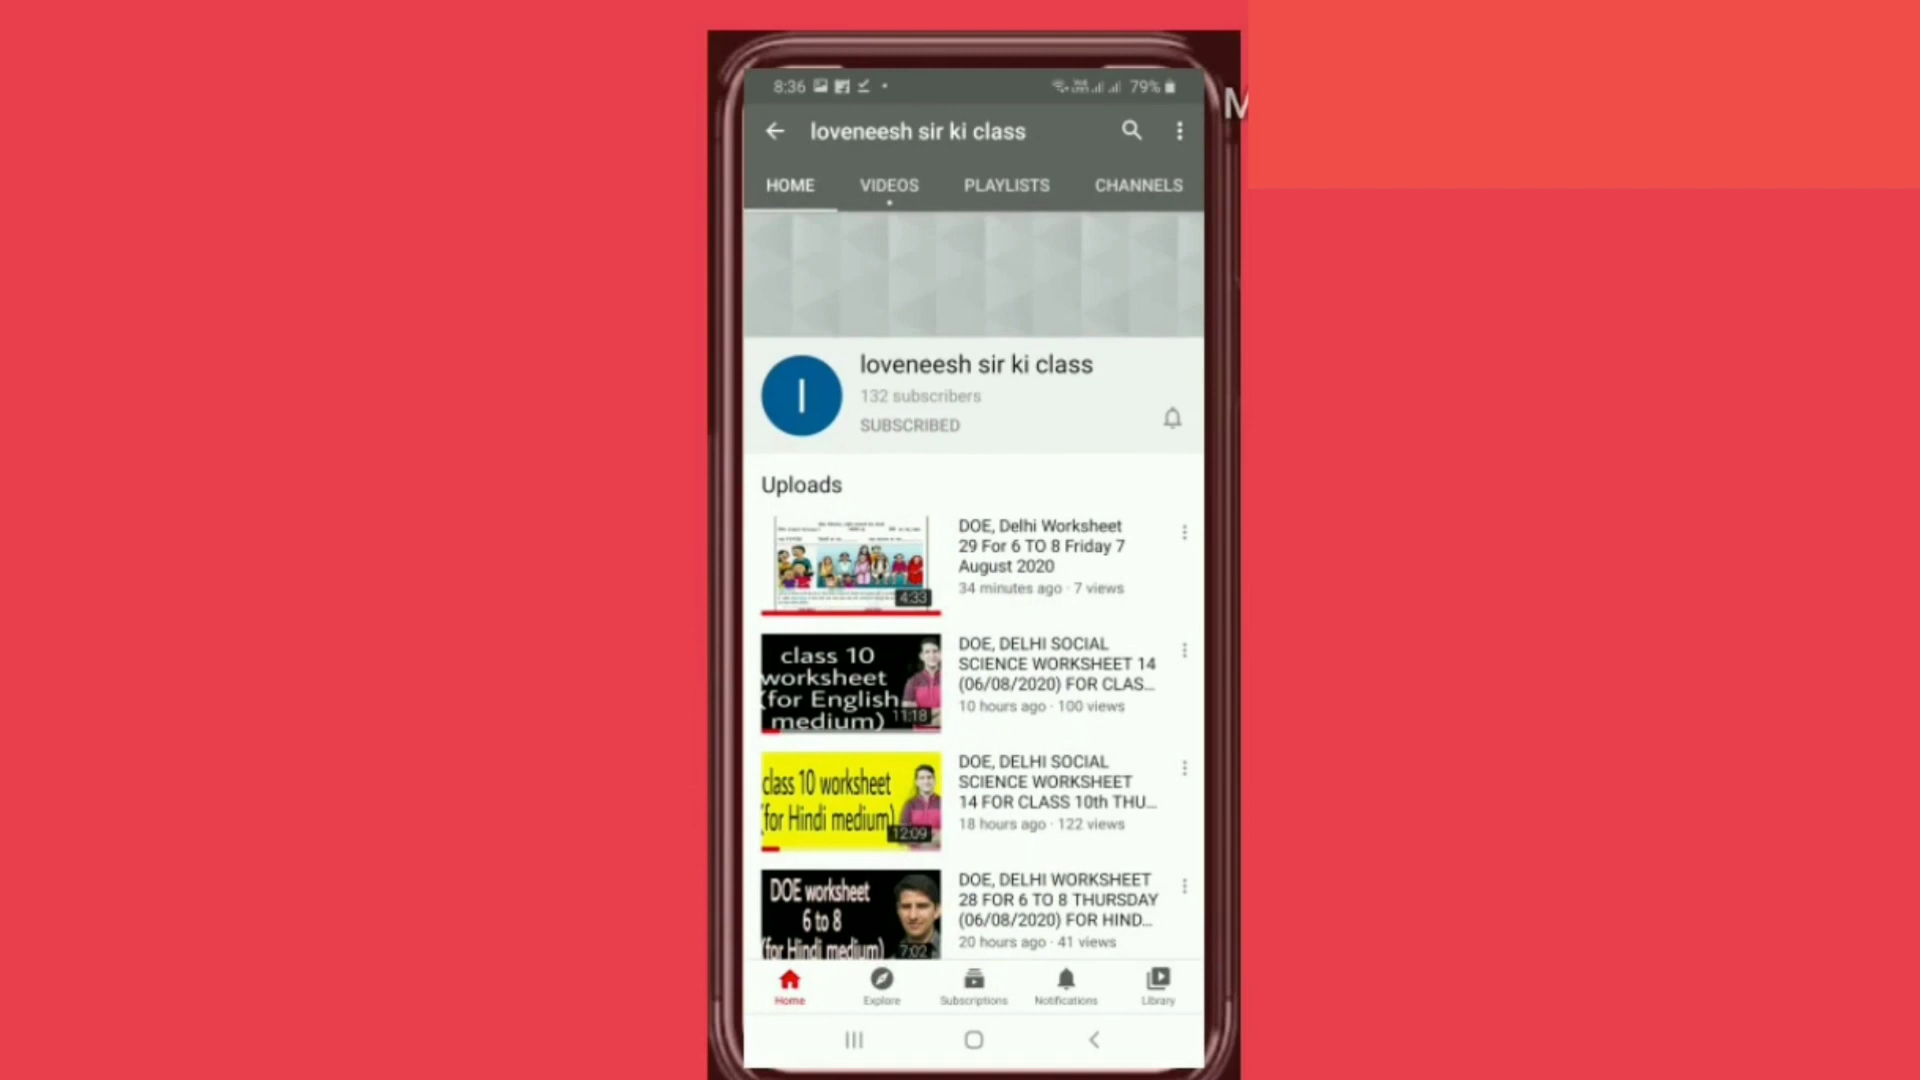 8:36
79%
M
loveneesh sir ki class
HOME VIDEOS PLAYLISTS CHANNELS
l
loveneesh sir ki class
132 subscribers
SUBSCRIBED
Uploads
4:33
DOE, Delhi Worksheet
29 For 6 TO 8 Friday 7
August 2020
34 minutes ago · 7 views
class 10
worksheet
(for English
medium)
11:18
DOE, DELHI SOCIAL
SCIENCE WORKSHEET 14
(06/08/2020) FOR CLAS...
10 hours ago · 100 views
class 10 worksheet
(for Hindi medium)
12:09
DOE, DELHI SOCIAL
SCIENCE WORKSHEET
14 FOR CLASS 10th THU...
18 hours ago · 122 views
DOE worksheet
6 to 8
(for Hindi medium)
7:02
DOE, DELHI WORKSHEET
28 FOR 6 TO 8 THURSDAY
(06/08/2020) FOR HIND...
20 hours ago · 41 views
Home Explore Subscriptions Notifications Library